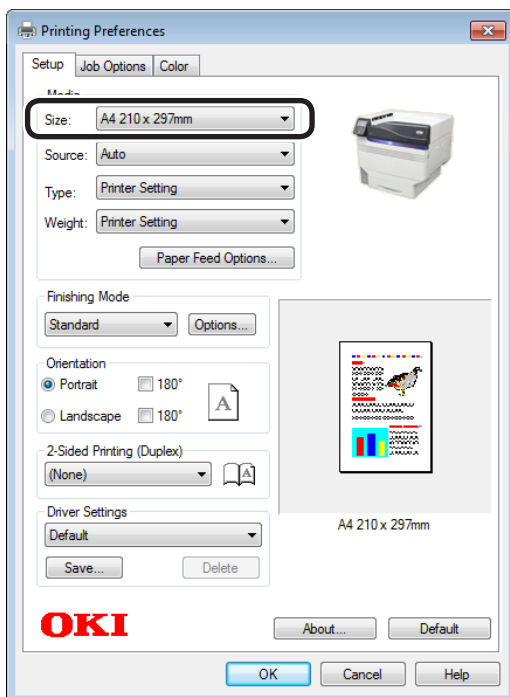 Printing Preferences
Setup Job Options Color
Media
Size: A4 210 x 297mm
Source: Auto
Type: Printer Setting
Weight: Printer Setting
Paper Feed Options...
Finishing Mode
Standard Options...
Orientation
Portrait 180°
Landscape 180°
A
2-Sided Printing (Duplex)
(None) A
Driver Settings
Default
Save... Delete
A4 210 x 297mm
OKI
About... Default
OK Cancel Help